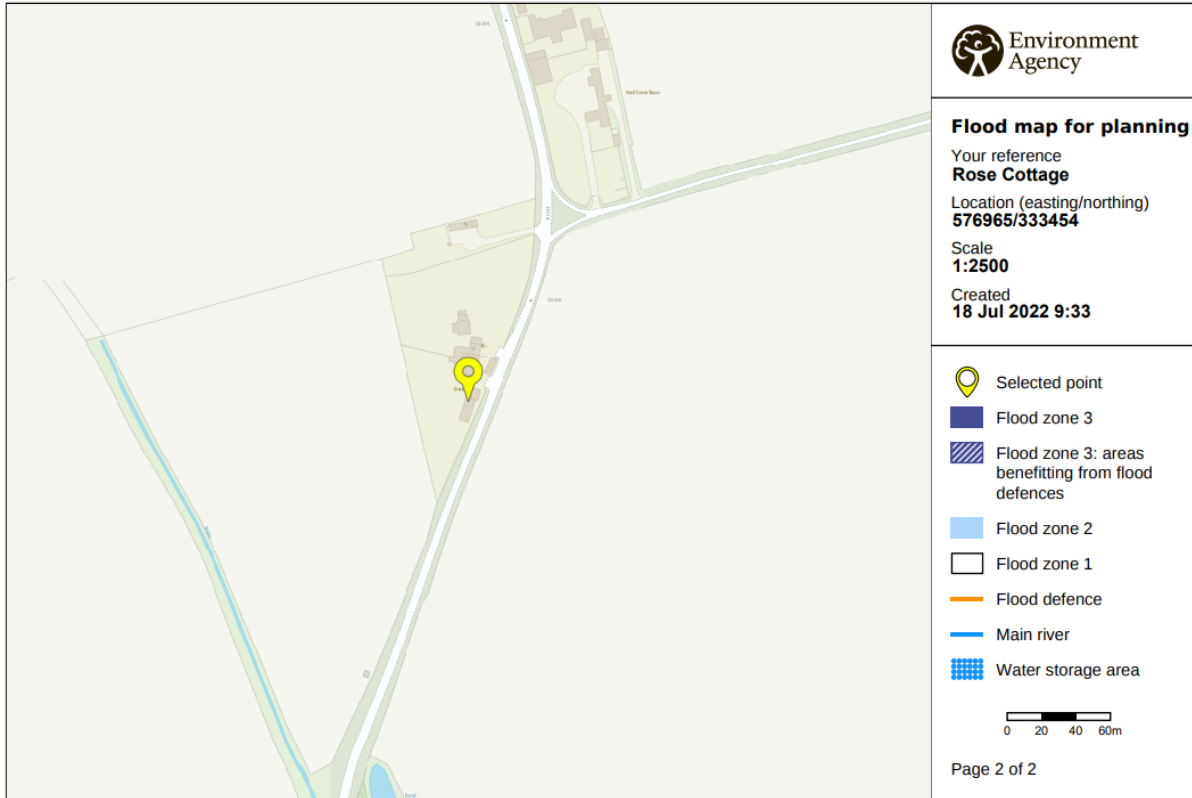 Hall Farm Barn
Drain
Pond
Environment
Agency
Flood map for planning
Your reference
Rose Cottage
Location (easting/northing)
576965/333454
Scale
1:2500
Created
18 Jul 2022 9:33
Selected point
Flood zone 3
Flood zone 3: areas
benefitting from flood
defences
Flood zone 2
Flood zone 1
Flood defence
Main river
Water storage area
0 20 40 60m
Page 2 of 2